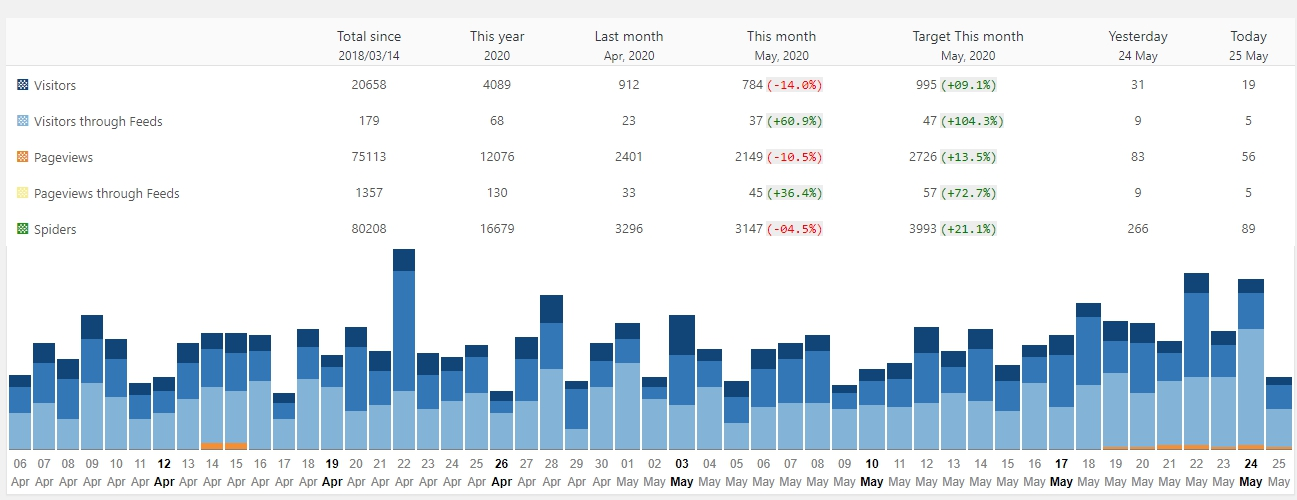 Total since This year Last month This month Target This month Yesterday Today
2018/03/14 2020 Apr, 2020 May, 2020 May, 2020 24 May 25 May
Visitors 20658 4089 912 784 (-14.0%) 995 (+09.1%) 31 19
Visitors through Feeds 179 68 23 37 (+60.9%) 47 (+104.3%) 9 5
Pageviews 75113 12076 2401 2149 (-10.5%) 2726 (+13.5%) 83 56
Pageviews through Feeds 1357 130 33 45 (+36.4%) 57 (+72.7%) 9 5
Spiders 80208 16679 3296 3147 (-04.5%) 3993 (+21.1%) 266 89
06 07 08 09 10 11 12 13 14 15 16 17 18 19 20 21 22 23 24 25 26 27 28 29 30 01 02 03 04 05 06 07 08 09 10 11 12 13 14 15 16 17 18 19 20 21 22 23 24 25
Apr Apr Apr Apr Apr Apr Apr Apr Apr Apr Apr Apr Apr Apr Apr Apr Apr Apr Apr Apr Apr Apr Apr Apr Apr May May May May May May May May May May May May May May May May May May May May May May May May May